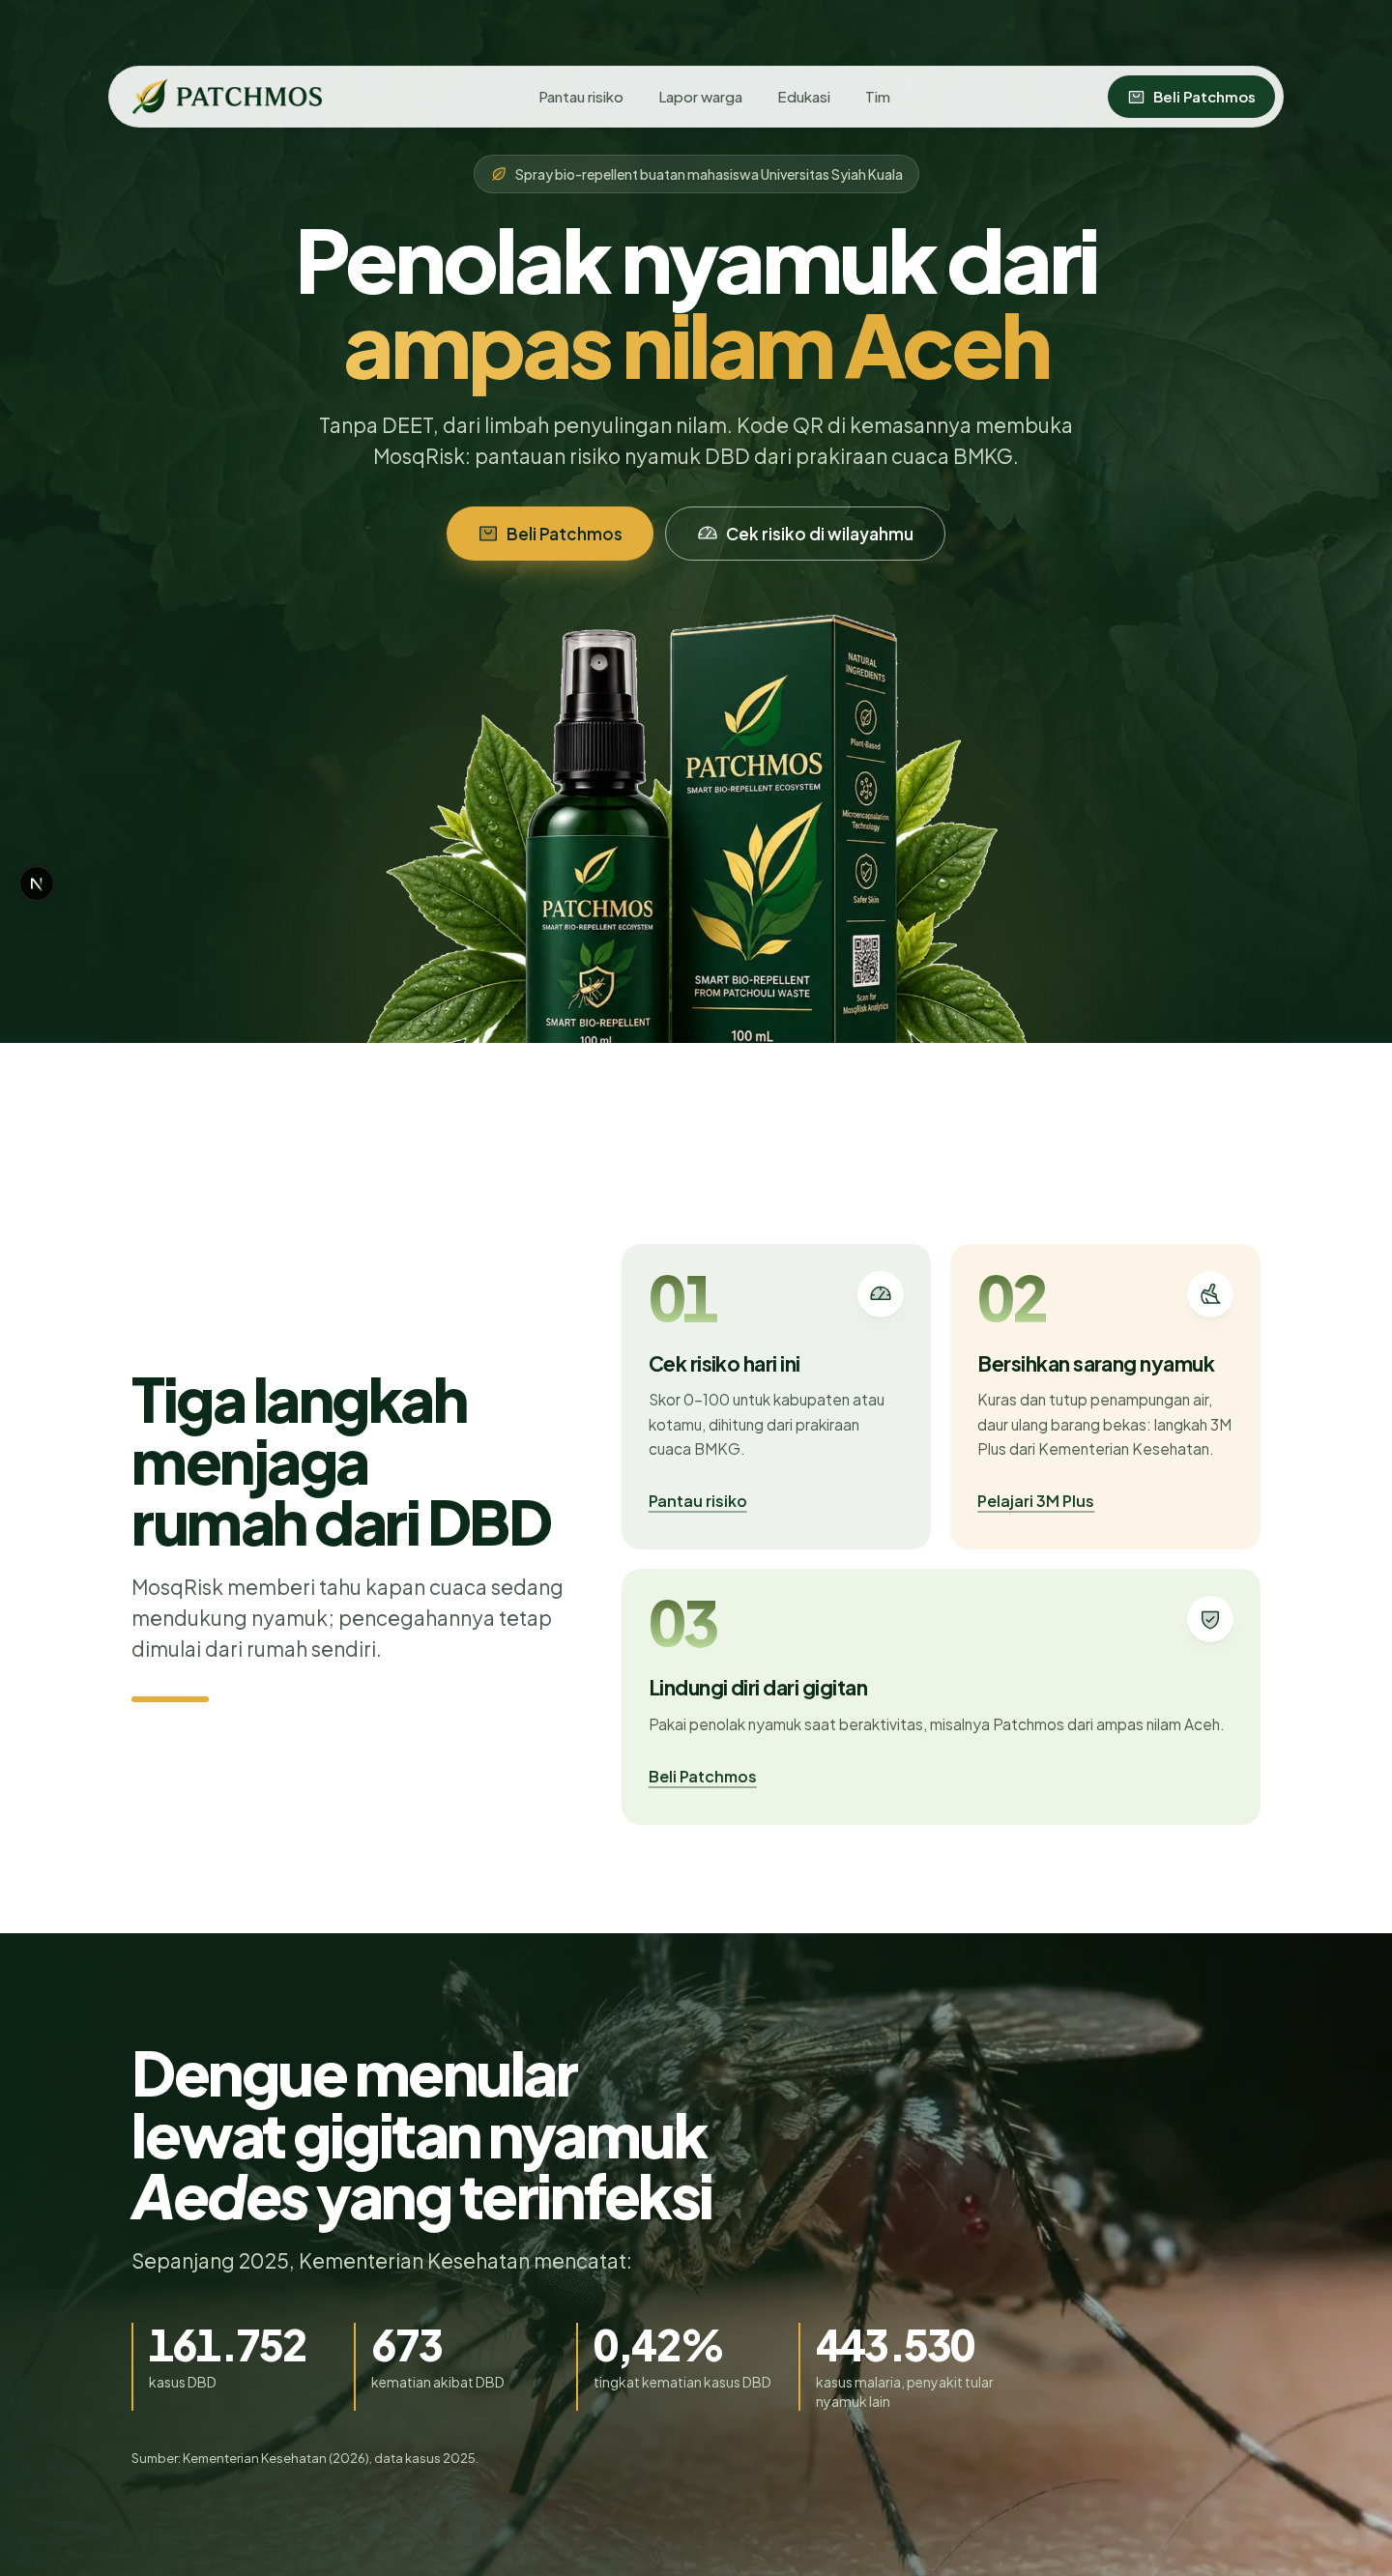 PATCHMOS
Pantau risiko
Lapor warga
Edukasi
Tim
Beli Patchmos
Spray bio-repellent buatan mahasiswa Universitas Syiah Kuala
Penolak nyamuk dari
ampas nilam Aceh
Tanpa DEET, dari limbah penyulingan nilam. Kode QR di kemasannya membuka
MosqRisk: pantauan risiko nyamuk DBD dari prakiraan cuaca BMKG.
Beli Patchmos
Cek risiko di wilayahmu
PATCHMOS
SMART BIO-REPELLENT ECOSYSTEM
SMART BIO-REPELLENT
100 mL
PATCHMOS
SMART BIO-REPELLENT ECOSYSTEM
SMART BIO-REPELLENT
FROM PATCHOULI WASTE
100 mL
NATURAL
INGREDIENTS
Plant-Based
Microencapsulation
Technology
Safer Skin
Scan for
MosqRisk Analytics
N
Tiga langkah
menjaga
rumah dari DBD
MosqRisk memberi tahu kapan cuaca sedang
mendukung nyamuk; pencegahannya tetap
dimulai dari rumah sendiri.
01
Cek risiko hari ini
Skor 0–100 untuk kabupaten atau
kotamu, dihitung dari prakiraan
cuaca BMKG.
Pantau risiko
02
Bersihkan sarang nyamuk
Kuras dan tutup penampungan air,
daur ulang barang bekas: langkah 3M
Plus dari Kementerian Kesehatan.
Pelajari 3M Plus
03
Lindungi diri dari gigitan
Pakai penolak nyamuk saat beraktivitas, misalnya Patchmos dari ampas nilam Aceh.
Beli Patchmos
Dengue menular
lewat gigitan nyamuk
Aedes yang terinfeksi
Sepanjang 2025, Kementerian Kesehatan mencatat:
161.752
kasus DBD
673
kematian akibat DBD
0,42%
tingkat kematian kasus DBD
443.530
kasus malaria, penyakit tular
nyamuk lain
Sumber: Kementerian Kesehatan (2026), data kasus 2025.